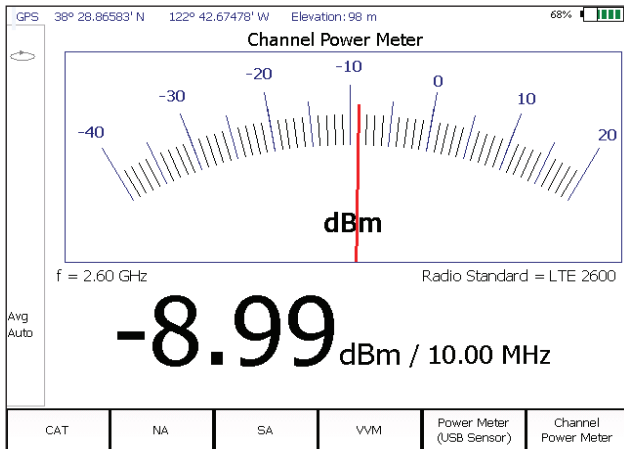 GPS 38° 28.86583' N 122° 42.67478' W Elevation: 98 m 68%
Channel Power Meter
-40 -30 -20 -10 0 10 20
dBm
f = 2.60 GHz Radio Standard = LTE 2600
Avg
Auto
-8.99 dBm / 10.00 MHz
CAT NA SA VVM Power Meter (USB Sensor) Channel Power Meter